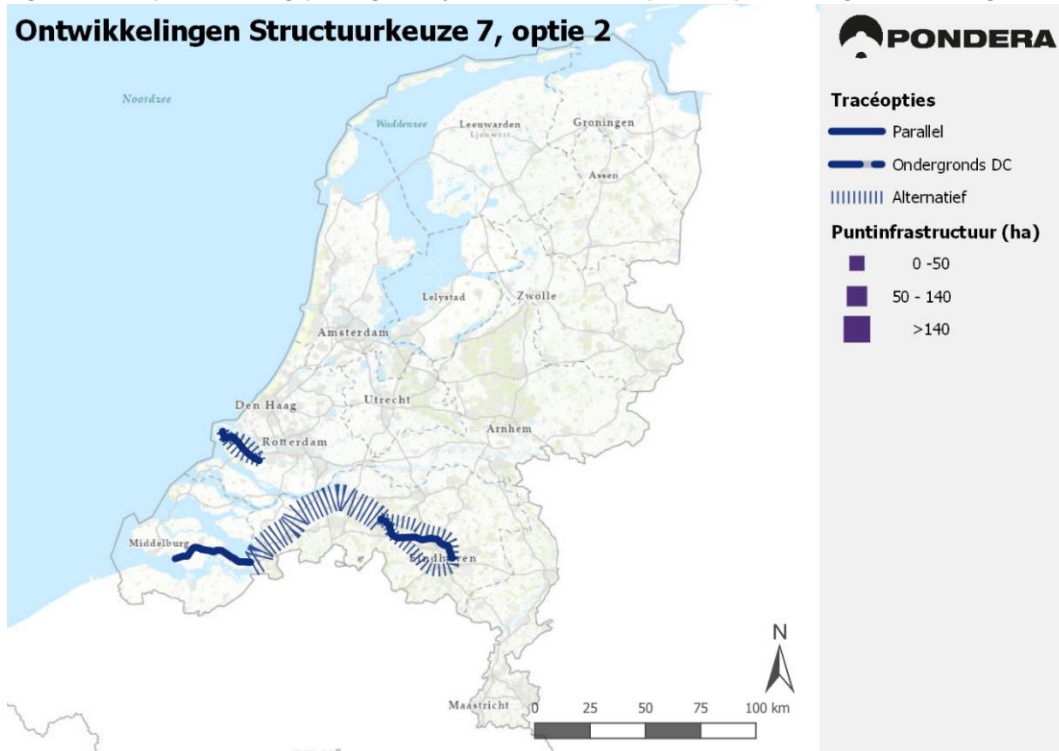 Ontwikkelingen Structuurkeuze 7, optie 2
PONDERA
Tracéopties
Parallel
Ondergronds DC
Alternatief
Puntinfrastructuur (ha)
0 -50
50 - 140
>140
Noordzee
Waddenzee
Leeuwarden
Ljouwert
Groningen
Assen
Lelystad
Zwolle
Amsterdam
Den Haag
Utrecht
Arnhem
Rotterdam
Middelburg
Eindhoven
Maastricht
N
0 25 50 75 100 km